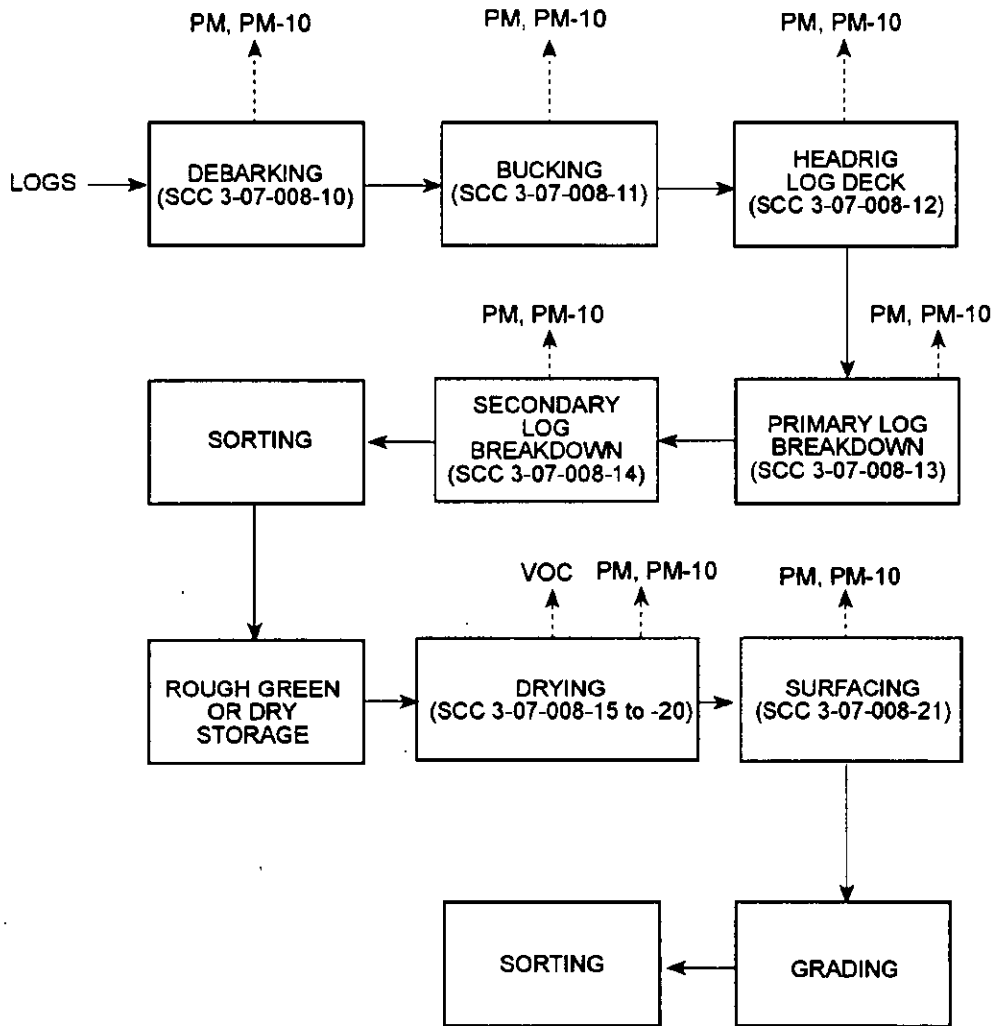 PM, PM-10
PM, PM-10
PM, PM-10
LOGS
DEBARKING
(SCC 3-07-008-10)
BUCKING
(SCC 3-07-008-11)
HEADRIG
LOG DECK
(SCC 3-07-008-12)
PM, PM-10
PM, PM-10
SORTING
SECONDARY
LOG
BREAKDOWN
(SCC 3-07-008-14)
PRIMARY LOG
BREAKDOWN
(SCC 3-07-008-13)
VOC
PM, PM-10
PM, PM-10
ROUGH GREEN
OR DRY
STORAGE
DRYING
(SCC 3-07-008-15 to -20)
SURFACING
(SCC 3-07-008-21)
SORTING
GRADING